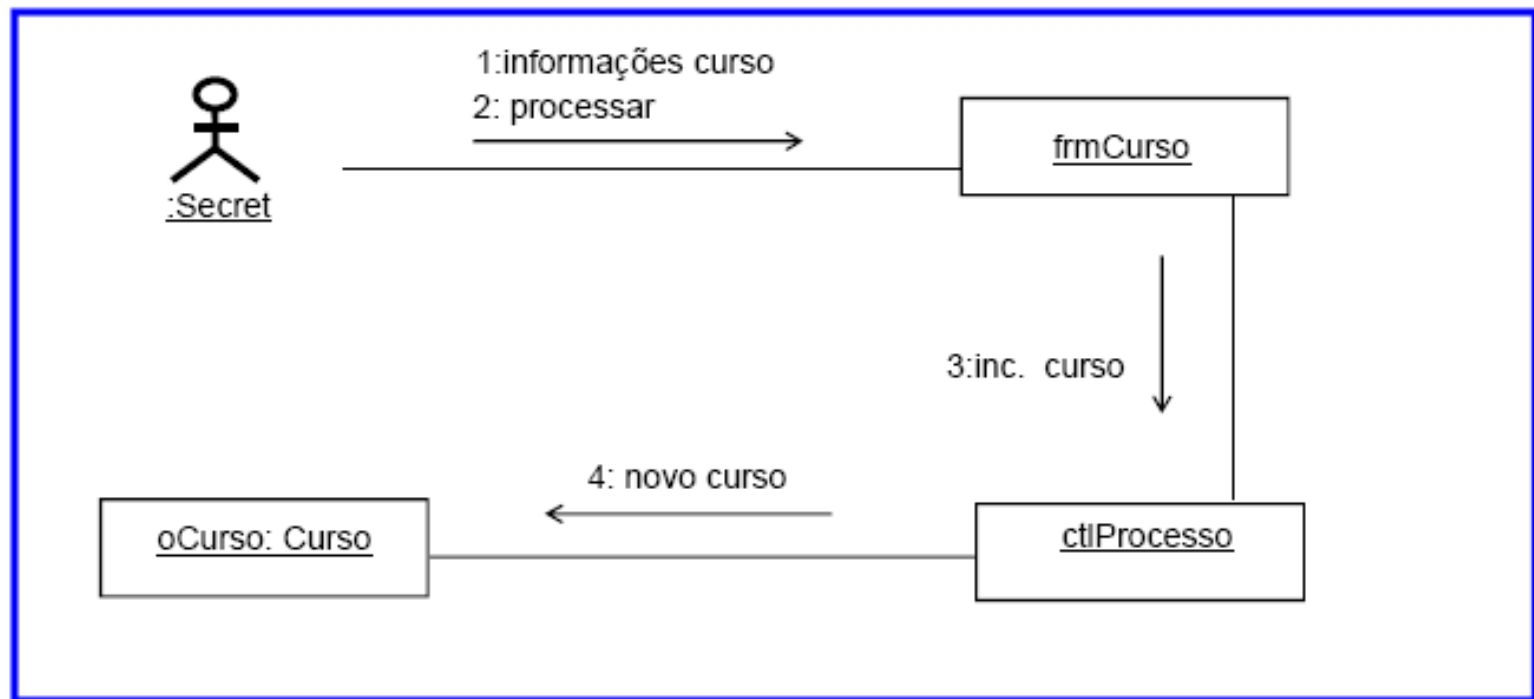 1:informações curso
2: processar
:Secret
frmCurso
3:inc.  curso
4: novo curso
oCurso: Curso
ctlProcesso